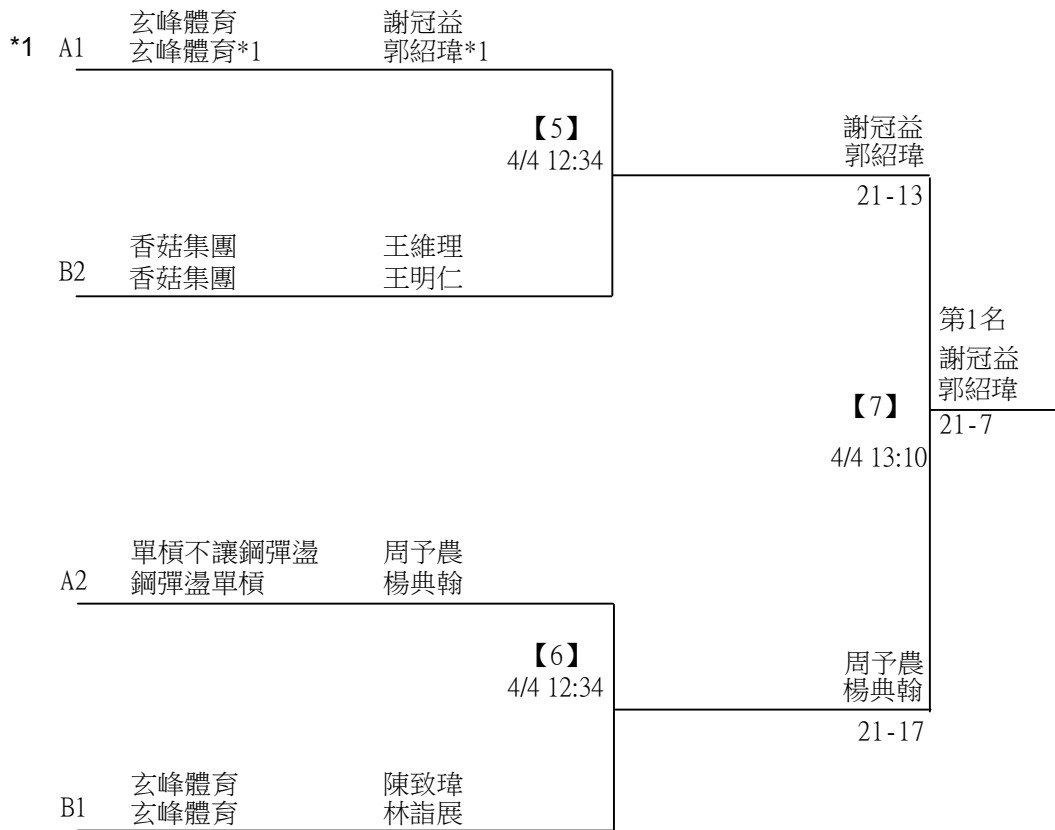 玄峰體育 謝冠益
*1 A1 玄峰體育*1 郭紹瑋*1
【5】
4/4 12:34
謝冠益
郭紹瑋
21-13
香菇集團 王維理
B2 香菇集團 王明仁
第1名
謝冠益
郭紹瑋
【7】
21-7
4/4 13:10
單槓不讓鋼彈盪 周予農
A2 鋼彈盪單槓 楊典翰
【6】
4/4 12:34
周予農
楊典翰
21-17
玄峰體育 陳致瑋
B1 玄峰體育 林詣展